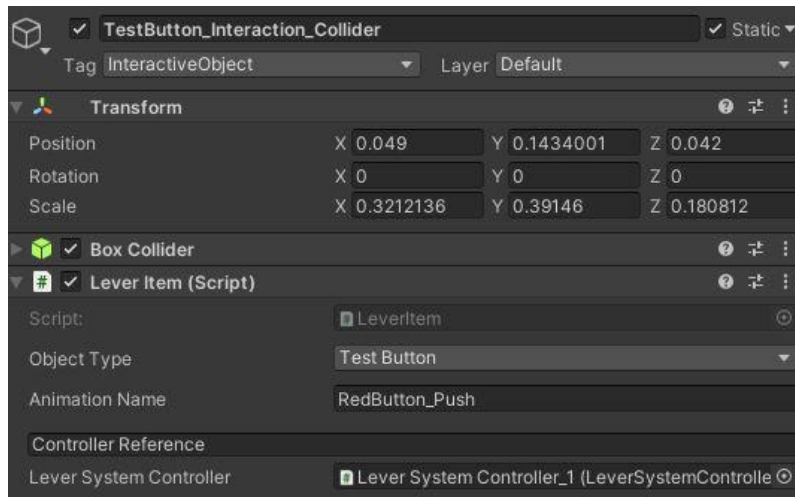 TestButton_Interaction_Collider Static
Tag InteractiveObject Layer Default
Transform
Position X 0.049 Y 0.1434001 Z 0.042
Rotation X 0 Y 0 Z 0
Scale X 0.3212136 Y 0.39146 Z 0.180812
Box Collider
# Lever Item (Script)
Script: # LeverItem
Object Type Test Button
Animation Name RedButton_Push
Controller Reference
Lever System Controller # Lever System Controller_1 (LeverSystemControlle